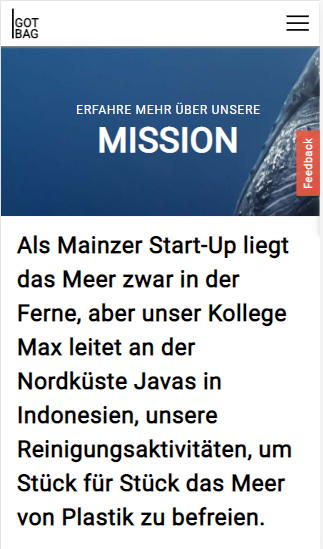 GOT
BAG
ERFAHRE MEHR ÜBER UNSERE
MISSION
Feedback
Als Mainzer Start-Up liegt
das Meer zwar in der
Ferne, aber unser Kollege
Max leitet an der
Nordküste Javas in
Indonesien, unsere
Reinigungsaktivitäten, um
Stück für Stück das Meer
von Plastik zu befreien.